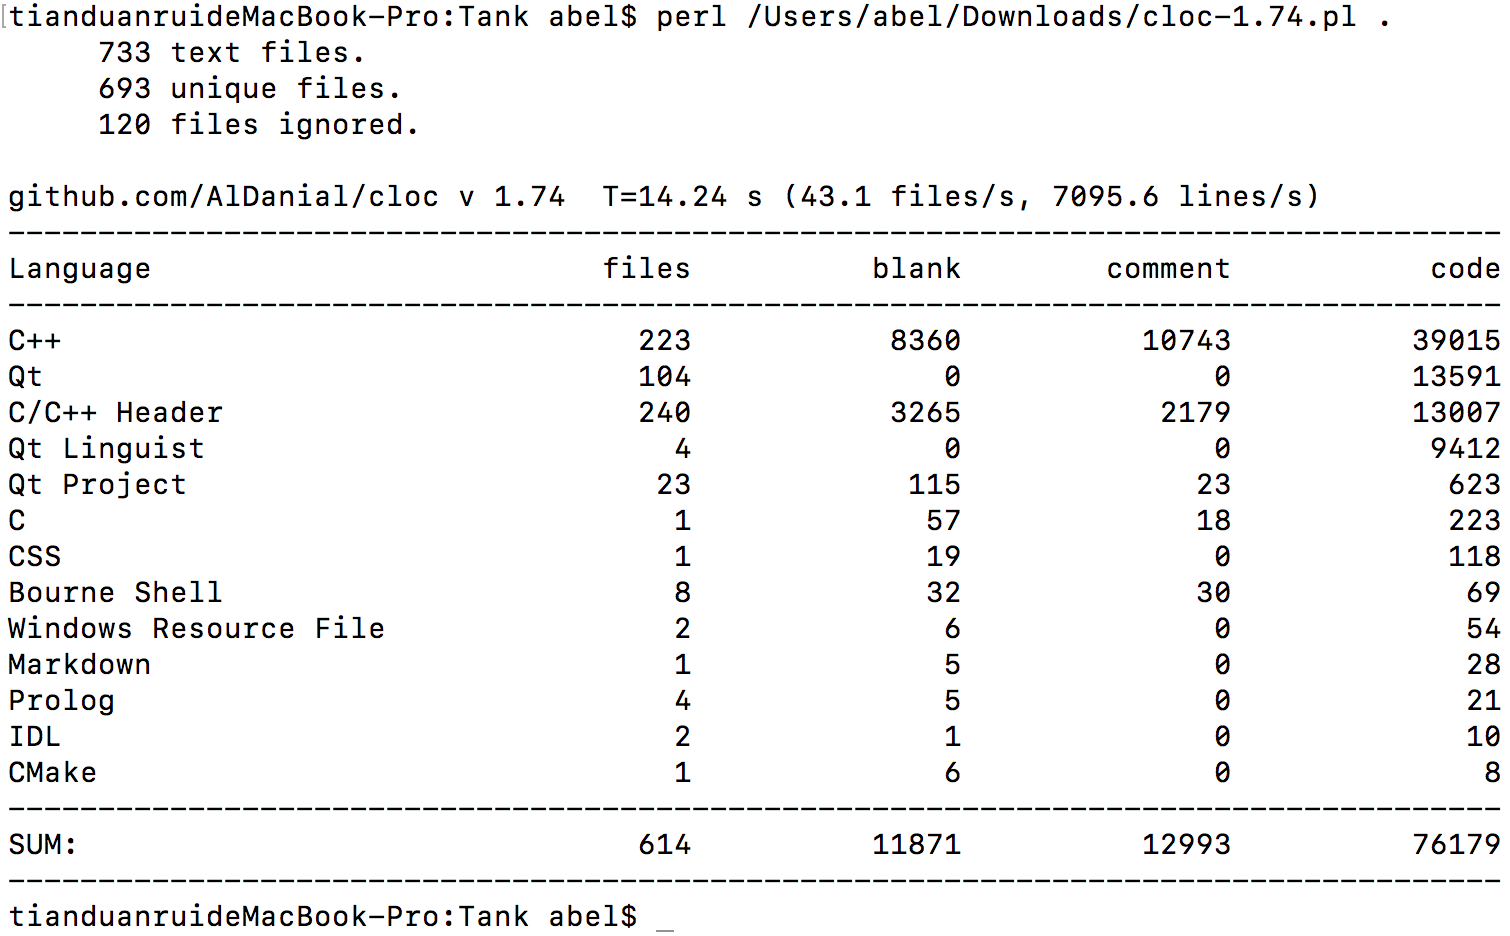 [tianduanruideMacBook-Pro:Tank abel$ perl /Users/abel/Downloads/cloc-1.74.pl .
     733 text files.
     693 unique files.
     120 files ignored.
github.com/AlDanial/cloc v 1.74  T=14.24 s (43.1 files/s, 7095.6 lines/s)
-----------------------------------------------------------------------------------
Language                         files          blank        comment           code
-----------------------------------------------------------------------------------
C++                                223           8360          10743          39015
Qt                                 104              0              0          13591
C/C++ Header                       240           3265           2179          13007
Qt Linguist                          4              0              0           9412
Qt Project                          23            115             23            623
C                                    1             57             18            223
CSS                                  1             19              0            118
Bourne Shell                         8             32             30             69
Windows Resource File                2              6              0             54
Markdown                             1              5              0             28
Prolog                               4              5              0             21
IDL                                  2              1              0             10
CMake                                1              6              0              8
-----------------------------------------------------------------------------------
SUM:                               614          11871          12993          76179
-----------------------------------------------------------------------------------
tianduanruideMacBook-Pro:Tank abel$ _